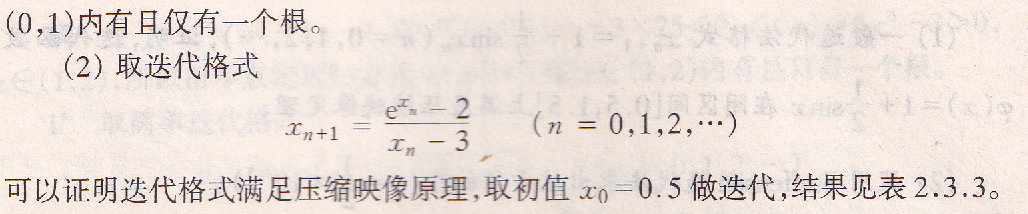 (0,1)内有且仅有一个根。
(2) 取迭代格式
x_{n+1} = \frac{e^{x_n} - 2}{x_n - 3} (n = 0,1,2,⋯)
可以证明迭代格式满足压缩映像原理,取初值 x_0 = 0.5 做迭代,结果见表 2.3.3。